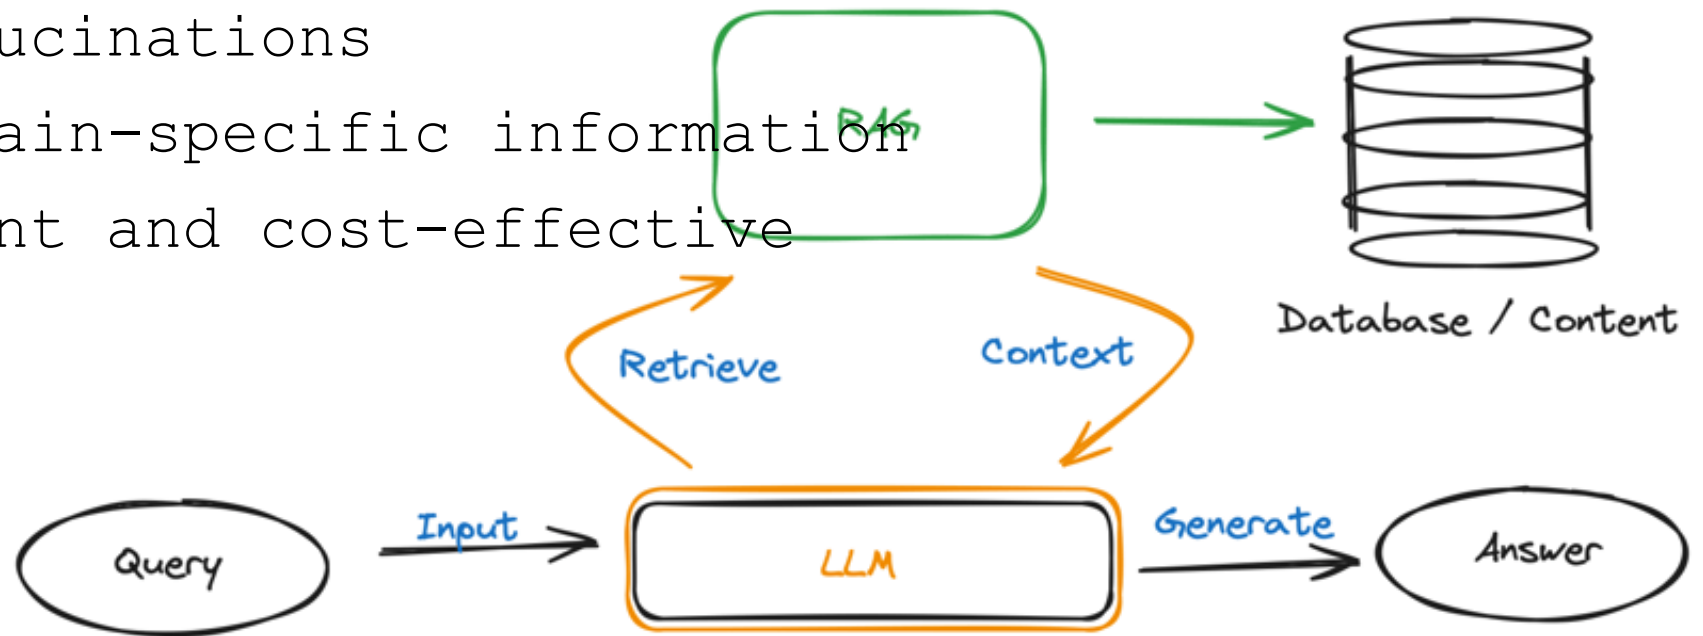 ucinations
ain-specific information
nt and cost-effective
RAG
Database / Content
Retrieve
Context
Input
Generate
Query
LLM
Answer